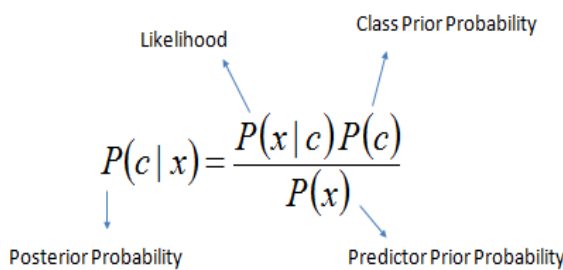 Likelihood
Class Prior Probability
P(c | x) = P(x | c)P(c) / P(x)
Posterior Probability
Predictor Prior Probability